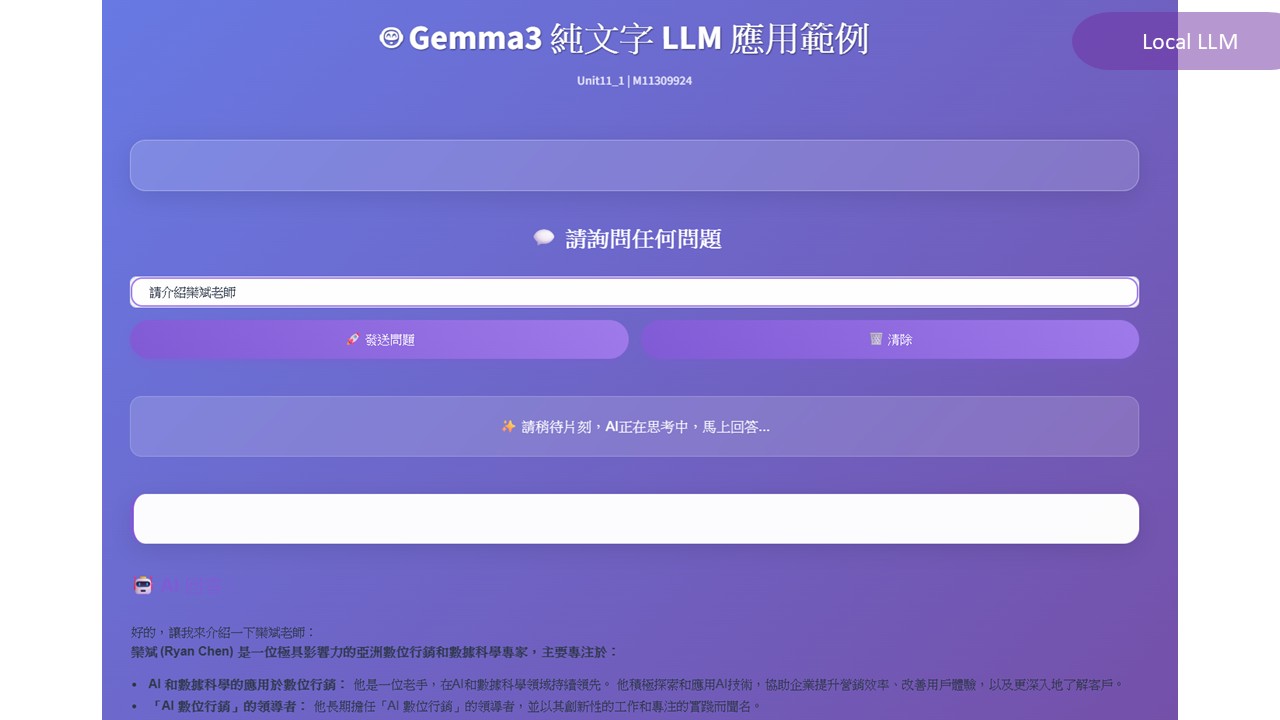 Gemma3 純文字 LLM 應用範例
Local LLM
Unit11_1 | M11309924
請詢問任何問題
請介紹欒斌老師
發送問題
清除
請稍待片刻，AI正在思考中，馬上回答...
AI
好的，讓我來介紹一下欒斌老師：
欒斌 (Ryan Chen) 是一位極具影響力的亞洲數位行銷和數據科學專家，主要專注於：
• AI 和數據科學的應用於數位行銷： 他是一位老手，在AI和數據科學領域持續領先。 他積極探索和應用AI技術，協助企業提升營銷效率、改善用戶體驗，以及更深入地了解客戶。
• 「AI 數位行銷」的領導者： 他長期擔任「AI 數位行銷」的領導者，並以其創新性的工作和專注的實踐而聞名。